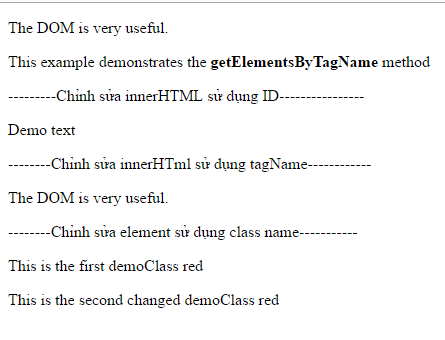 The DOM is very useful.
This example demonstrates the getElementsByTagName method
---------Chỉnh sửa innerHTML sử dụng ID----------------
Demo text
--------Chỉnh sửa innerHTml sử dụng tagName------------
The DOM is very useful.
--------Chỉnh sửa element sử dụng class name-----------
This is the first demoClass red
This is the second changed demoClass red